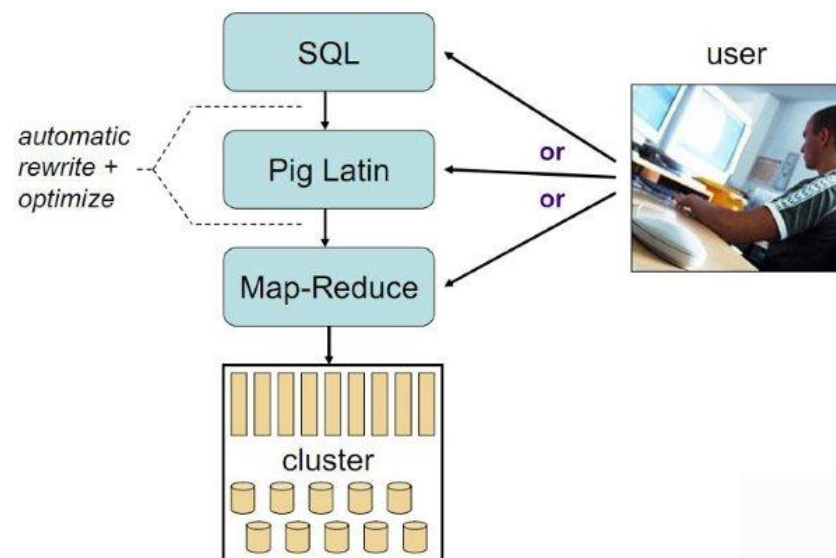 SQL
user
automatic
rewrite +
optimize
or
Pig Latin
or
Map-Reduce
cluster